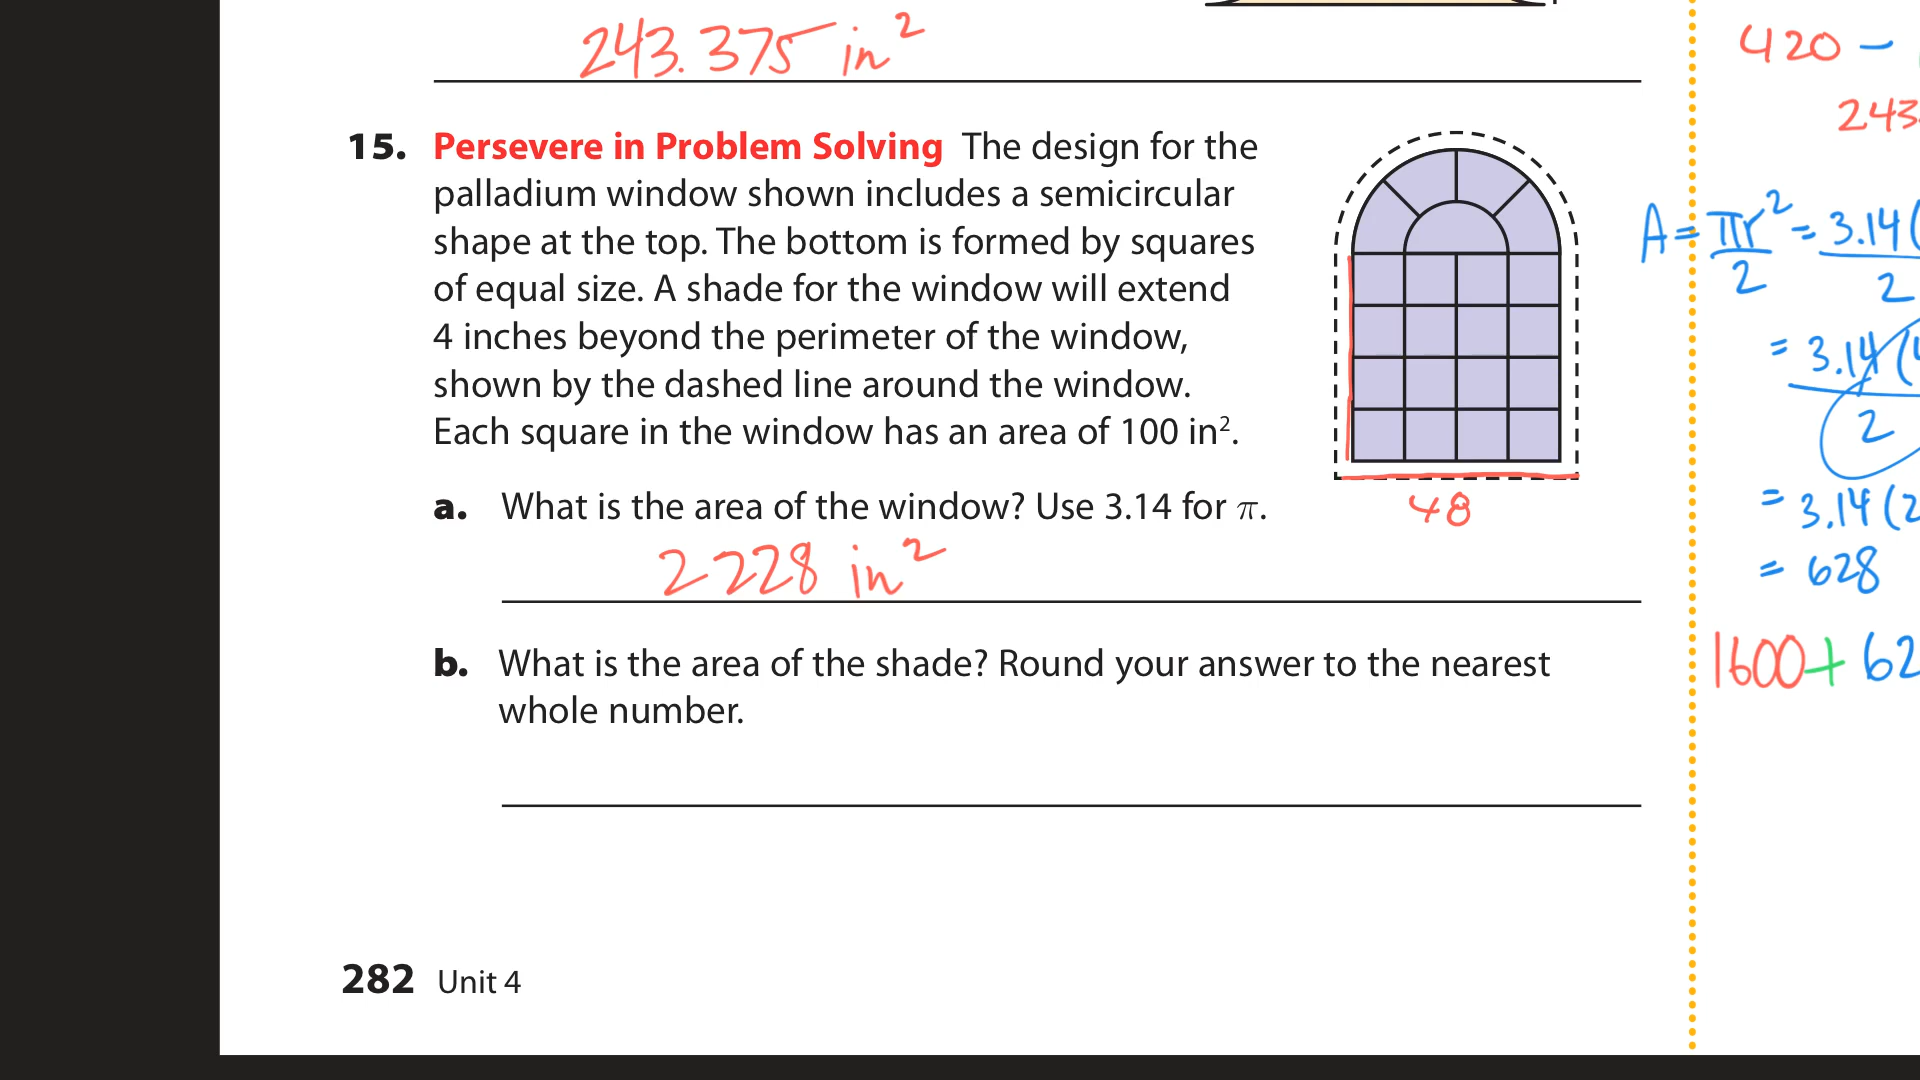 243.375 in²
420 –
243
15. Persevere in Problem Solving The design for the
palladium window shown includes a semicircular
shape at the top. The bottom is formed by squares
of equal size. A shade for the window will extend
4 inches beyond the perimeter of the window,
shown by the dashed line around the window.
Each square in the window has an area of 100 in².
48
a. What is the area of the window? Use 3.14 for π.
2228 in²
b. What is the area of the shade? Round your answer to the nearest
whole number.
A = πr²/2 = 3.14(
2
= 3.14(
2
= 3.14(2
= 628
1600 + 62
282 Unit 4